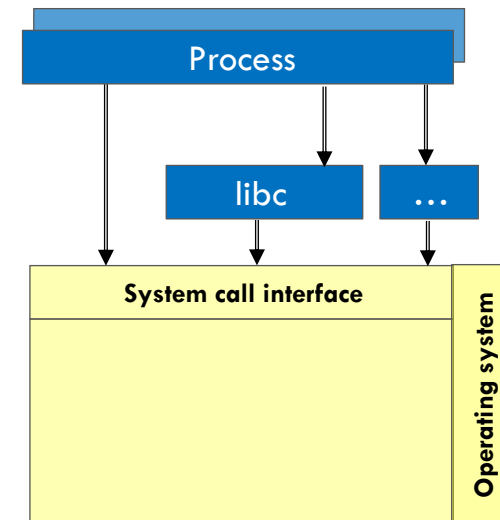 Process
libc
...
System call interface
Operating system